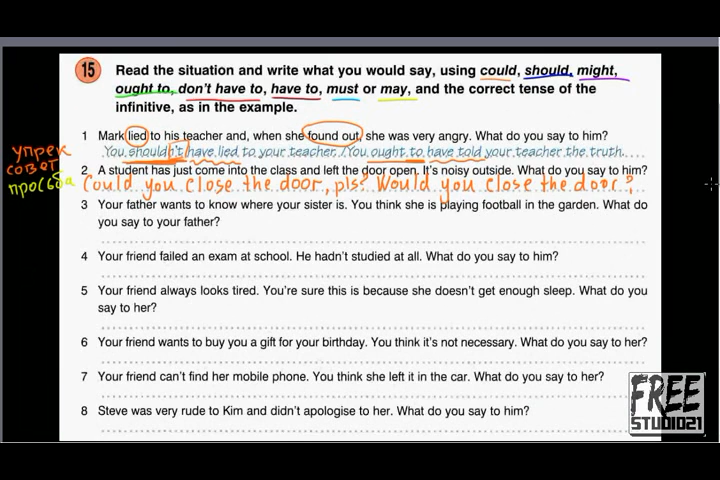 15 Read the situation and write what you would say, using could, should, might,
ought to, don't have to, have to, must or may, and the correct tense of the
infinitive, as in the example.
1 Mark lied to his teacher and, when she found out, she was very angry. What do you say to him?
упрек You shouldn't have lied to your teacher./You ought to have told your teacher the truth.
совет 2 A student has just come into the class and left the door open. It's noisy outside. What do you say to him?
просьба Could you close the door, pls? Would you close the door?
3 Your father wants to know where your sister is. You think she is playing football in the garden. What do
you say to your father?
4 Your friend failed an exam at school. He hadn't studied at all. What do you say to him?
5 Your friend always looks tired. You're sure this is because she doesn't get enough sleep. What do you
say to her?
6 Your friend wants to buy you a gift for your birthday. You think it's not necessary. What do you say to her?
7 Your friend can't find her mobile phone. You think she left it in the car. What do you say to her?
8 Steve was very rude to Kim and didn't apologise to her. What do you say to him?
FREE
STUDIO21